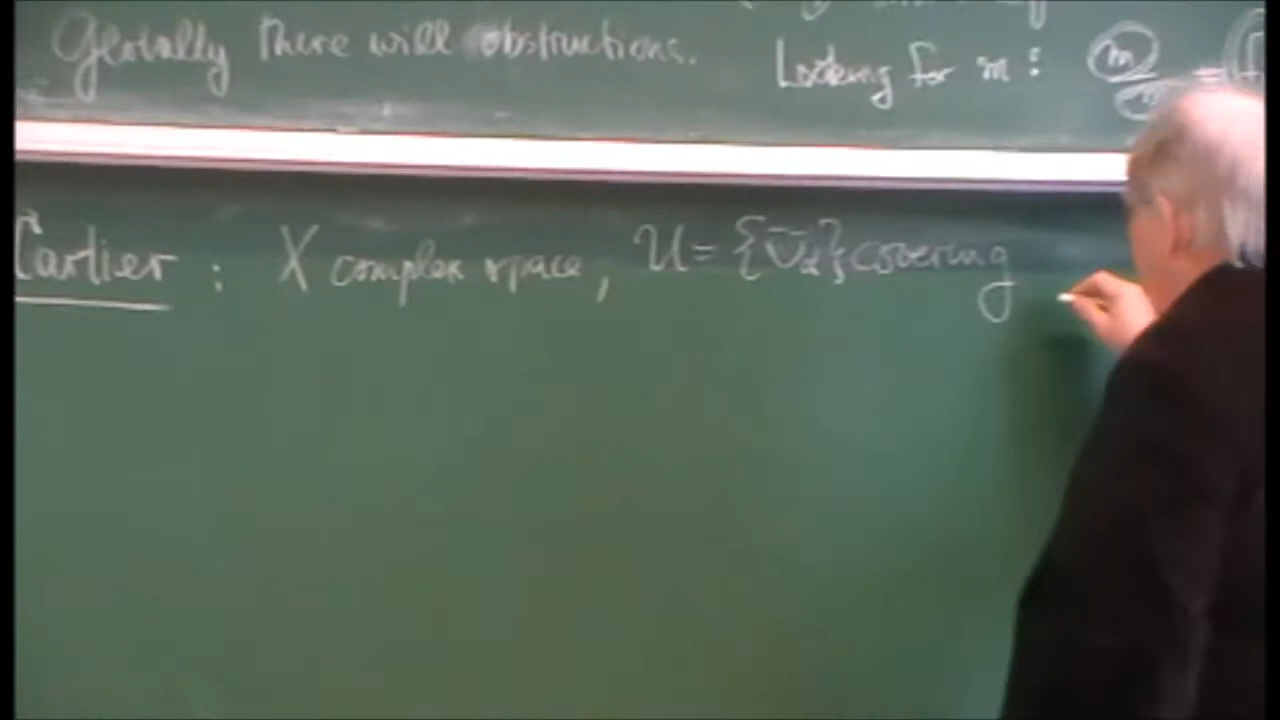 Globally there will obstructions.
Looking for m :
Cartier : X complex space, U = {U_α} covering